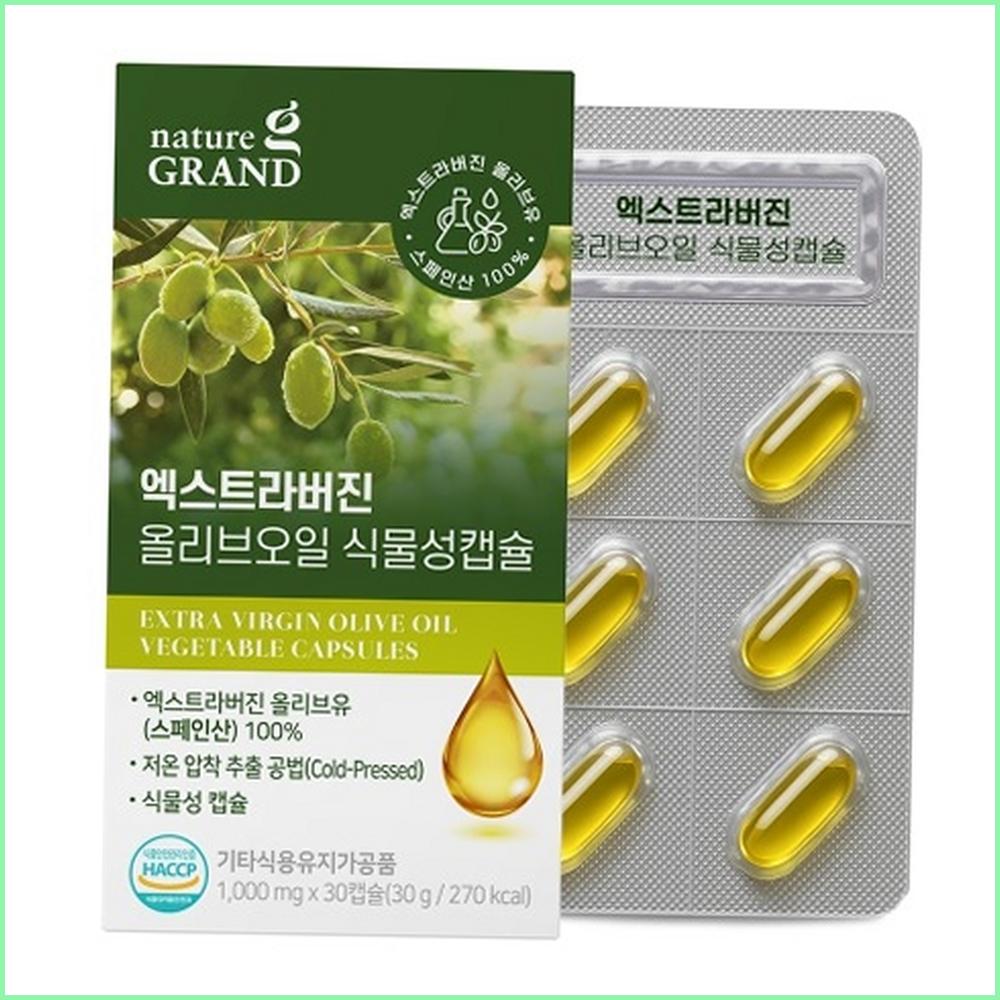 nature
GRAND
엑스트라버진 올리브유
스페인산 100%
엑스트라버진
올리브오일 식물성캡슐
EXTRA VIRGIN OLIVE OIL
VEGETABLE CAPSULES
• 엑스트라버진 올리브유
(스페인산) 100%
• 저온 압착 추출 공법(Cold-Pressed)
• 식물성 캡슐
HACCP
기타식용유지가공품
1,000 mg x 30캡슐(30 g / 270 kcal)
엑스트라버진
올리브오일 식물성캡슐